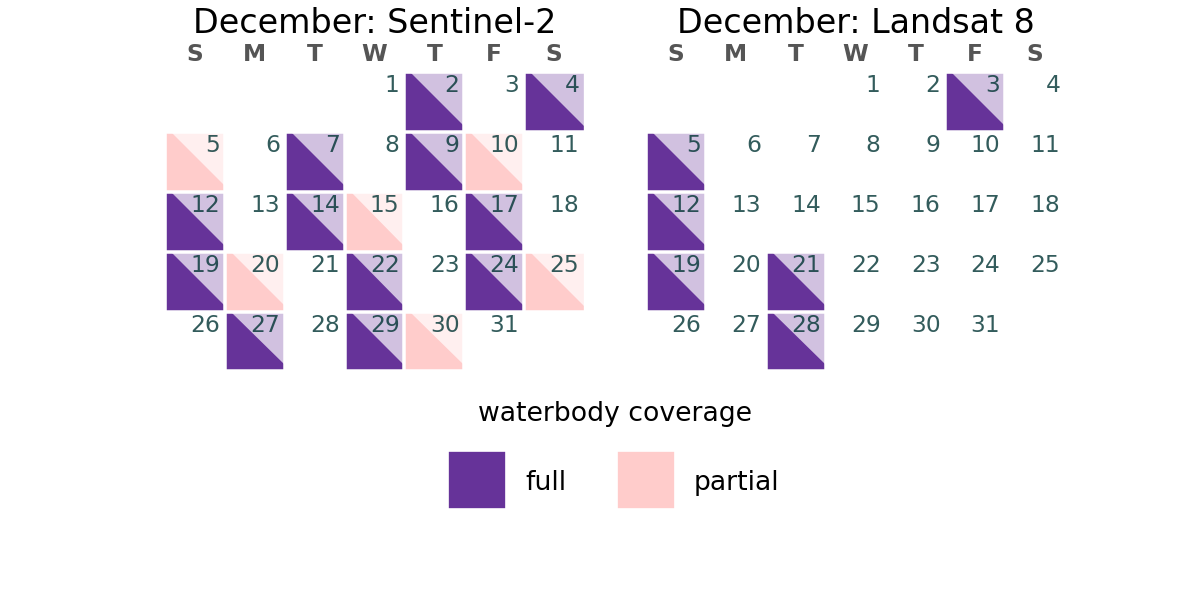 December: Sentinel-2
S M T W T F S
1 2 3 4
5 6 7 8 9 10 11
12 13 14 15 16 17 18
19 20 21 22 23 24 25
26 27 28 29 30 31
December: Landsat 8
S M T W T F S
1 2 3 4
5 6 7 8 9 10 11
12 13 14 15 16 17 18
19 20 21 22 23 24 25
26 27 28 29 30 31
waterbody coverage
full
partial